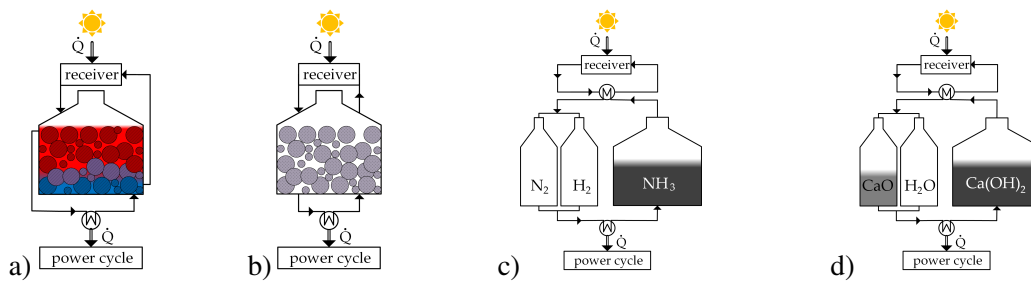 Q̇
receiver
power cycle
Q̇
a)
Q̇
receiver
power cycle
Q̇
b)
Q̇
receiver
M
N₂ H₂ NH₃
Q̇
power cycle
c)
Q̇
receiver
M
CaO H₂O Ca(OH)₂
Q̇
power cycle
d)